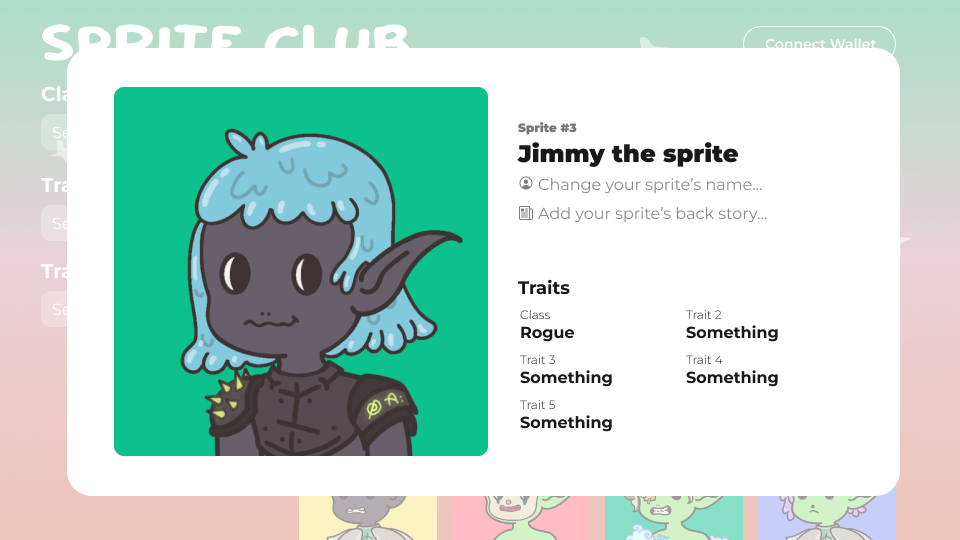 SPRITE CLUB
Connect Wallet
Cla
Se
Tra
Se
Tra
Se
Sprite #3
Jimmy the sprite
Change your sprite’s name...
Add your sprite’s back story...
Traits
Class
Trait 2
Rogue
Something
Trait 3
Trait 4
Something
Something
Trait 5
Something
Ø A: